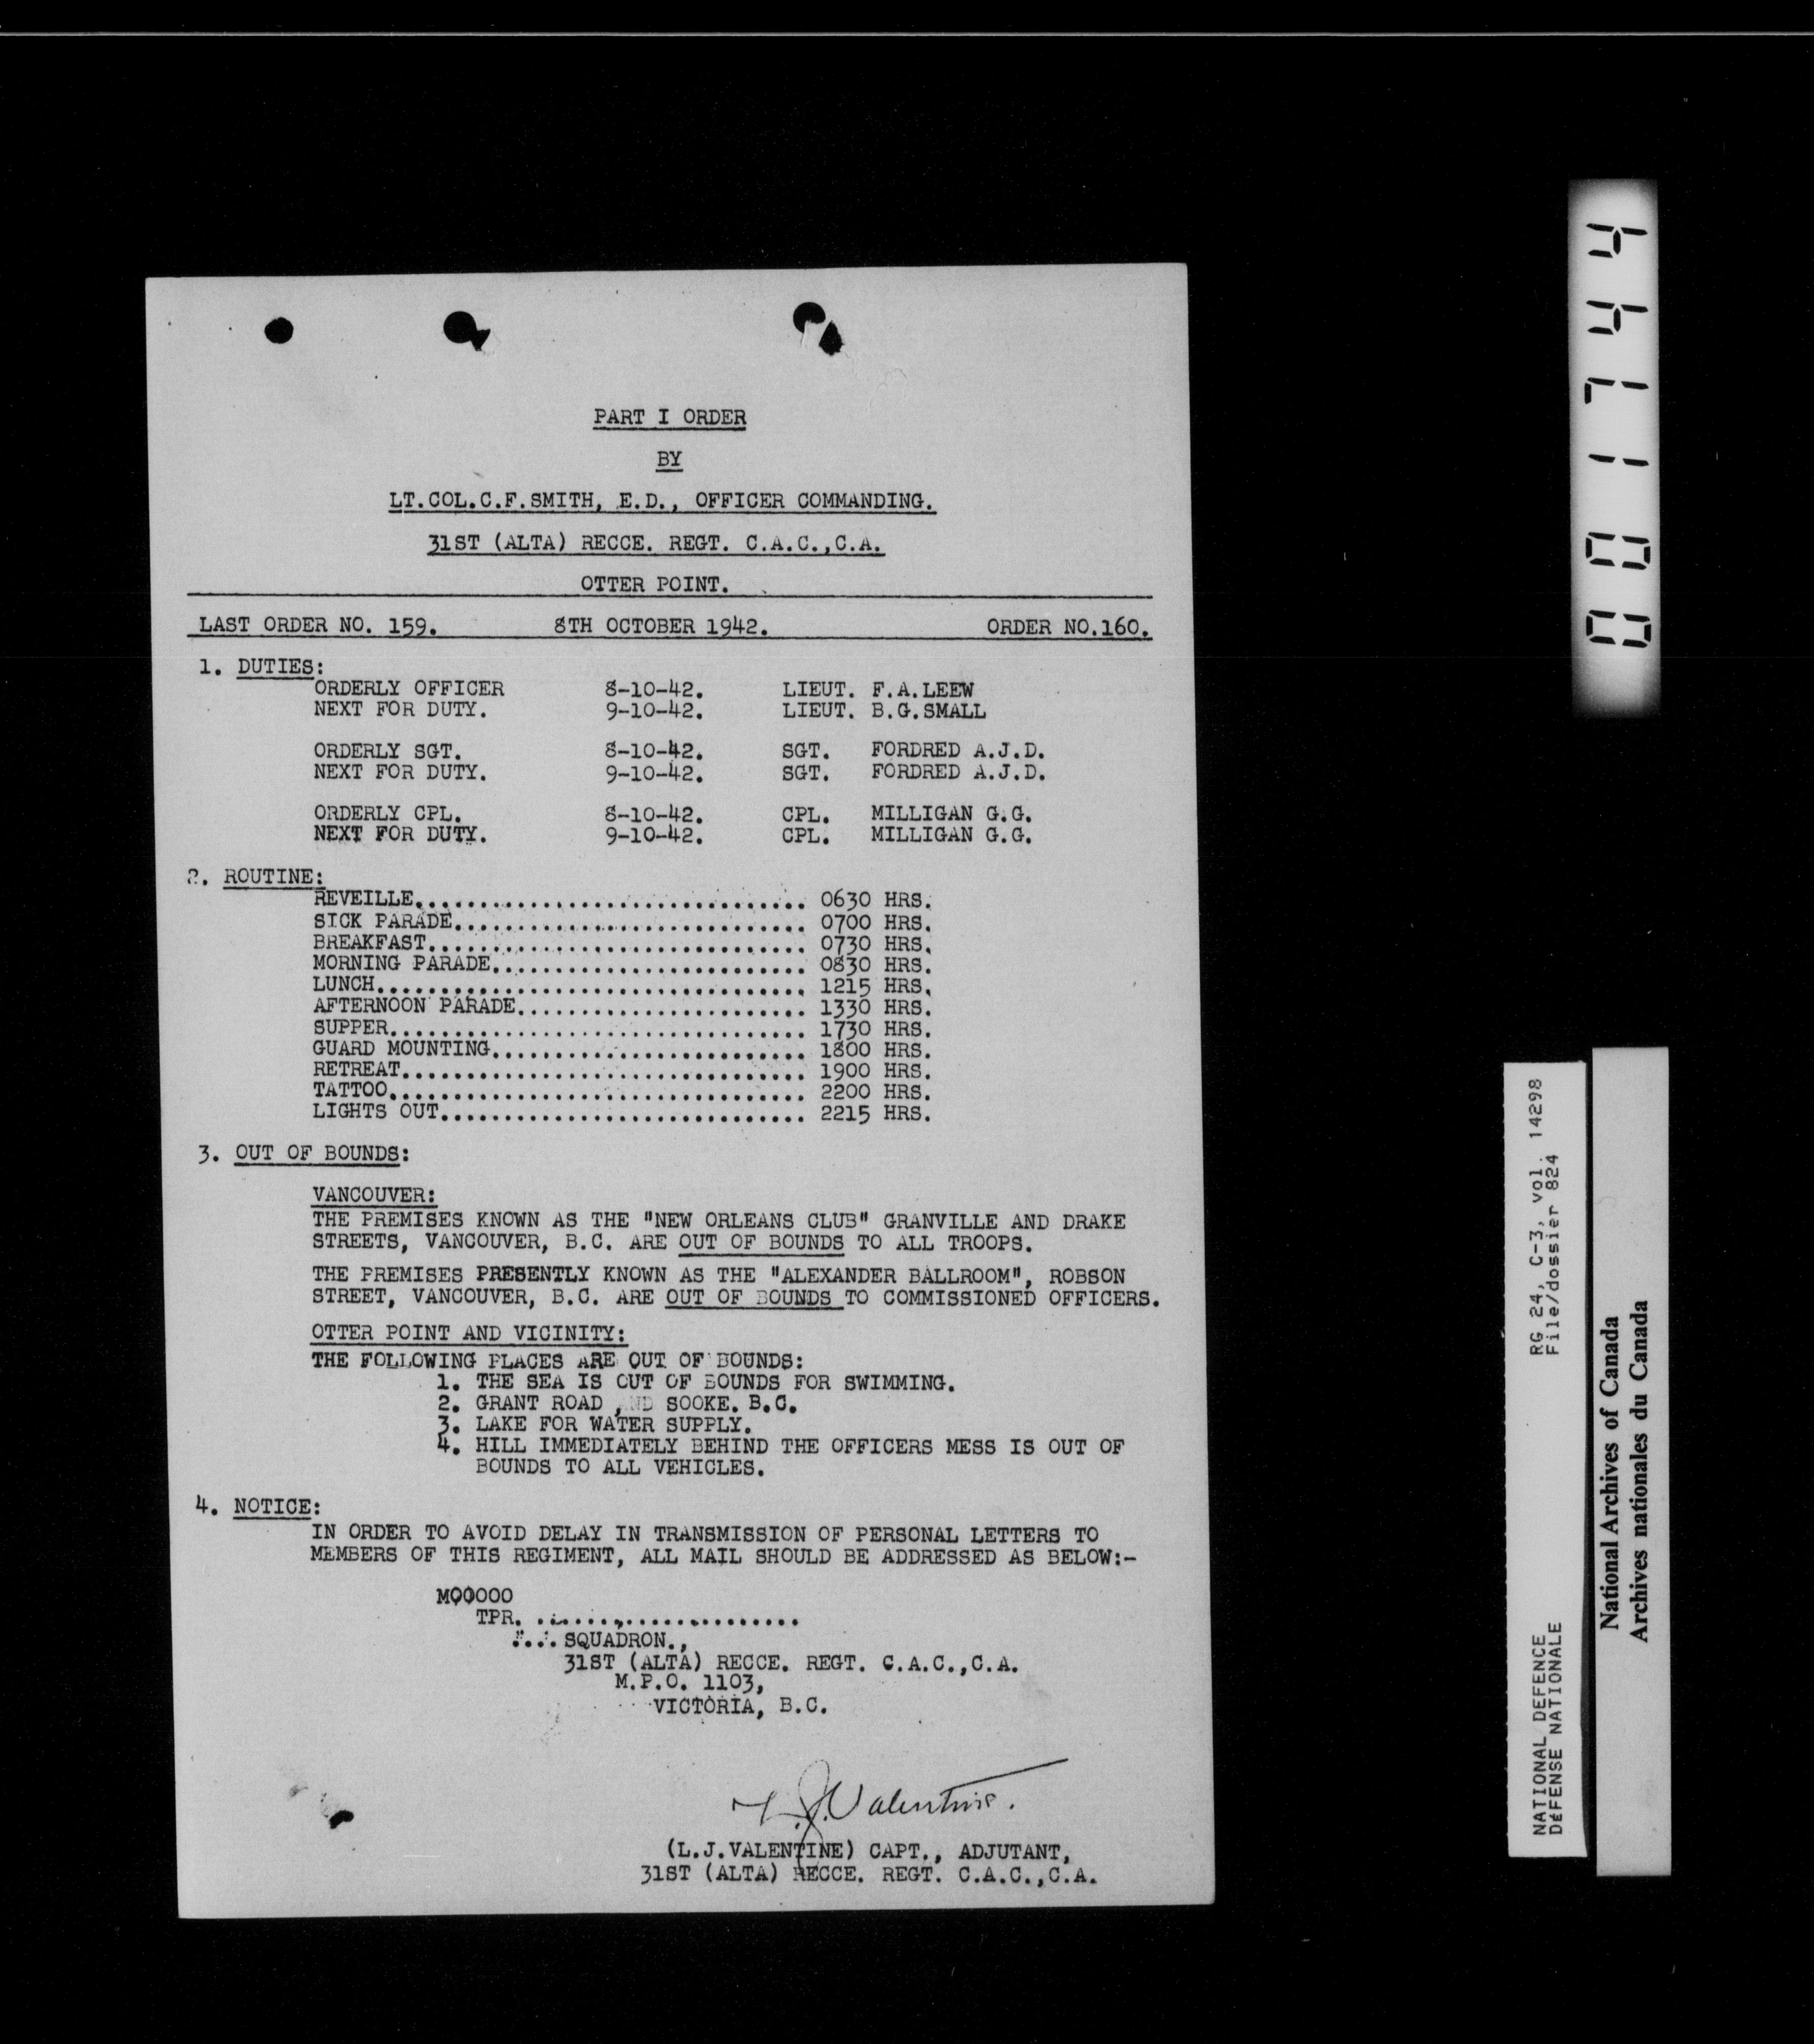 PART I ORDER
BY
LT.COL.C.F.SMITH, E.D., OFFICER COMMANDING.
31ST (ALTA) RECCE. REGT. C.A.C.,C.A.
OTTER POINT.
LAST ORDER NO. 159. 8TH OCTOBER 1942. ORDER NO.160.
1. DUTIES:
ORDERLY OFFICER 8-10-42. LIEUT. F.A.LEEW
NEXT FOR DUTY. 9-10-42. LIEUT. B.G.SMALL
ORDERLY SGT. 8-10-42. SGT. FORDRED A.J.D.
NEXT FOR DUTY. 9-10-42. SGT. FORDRED A.J.D.
ORDERLY CPL. 8-10-42. CPL. MILLIGAN G.G.
NEXT FOR DUTY. 9-10-42. CPL. MILLIGAN G.G.
2. ROUTINE:
REVEILLE............................... 0630 HRS.
SICK PARADE............................ 0700 HRS.
BREAKFAST.............................. 0730 HRS.
MORNING PARADE......................... 0830 HRS.
LUNCH.................................. 1215 HRS.
AFTERNOON PARADE....................... 1330 HRS.
SUPPER................................. 1730 HRS.
GUARD MOUNTING......................... 1800 HRS.
RETREAT................................ 1900 HRS.
TATTOO................................. 2200 HRS.
LIGHTS OUT............................. 2215 HRS.
3. OUT OF BOUNDS:
VANCOUVER:
THE PREMISES KNOWN AS THE "NEW ORLEANS CLUB" GRANVILLE AND DRAKE
STREETS, VANCOUVER, B.C. ARE OUT OF BOUNDS TO ALL TROOPS.
THE PREMISES PRESENTLY KNOWN AS THE "ALEXANDER BALLROOM", ROBSON
STREET, VANCOUVER, B.C. ARE OUT OF BOUNDS TO COMMISSIONED OFFICERS.
OTTER POINT AND VICINITY:
THE FOLLOWING PLACES ARE OUT OF BOUNDS:
1. THE SEA IS OUT OF BOUNDS FOR SWIMMING.
2. GRANT ROAD AND SOOKE. B.C.
3. LAKE FOR WATER SUPPLY.
4. HILL IMMEDIATELY BEHIND THE OFFICERS MESS IS OUT OF
BOUNDS TO ALL VEHICLES.
4. NOTICE:
IN ORDER TO AVOID DELAY IN TRANSMISSION OF PERSONAL LETTERS TO
MEMBERS OF THIS REGIMENT, ALL MAIL SHOULD BE ADDRESSED AS BELOW:-
M00000
TPR. .....................
"..." SQUADRON.,
31ST (ALTA) RECCE. REGT. C.A.C.,C.A.
M.P.O. 1103,
VICTORIA, B.C.
L.J.Valentine.
(L.J.VALENTINE) CAPT., ADJUTANT,
31ST (ALTA) RECCE. REGT. C.A.C.,C.A.
001744
NATIONAL DEFENCE RG 24, C-3, vol. 14298
DéFENSE NATIONALE File/dossier 824
National Archives of Canada
Archives nationales du Canada